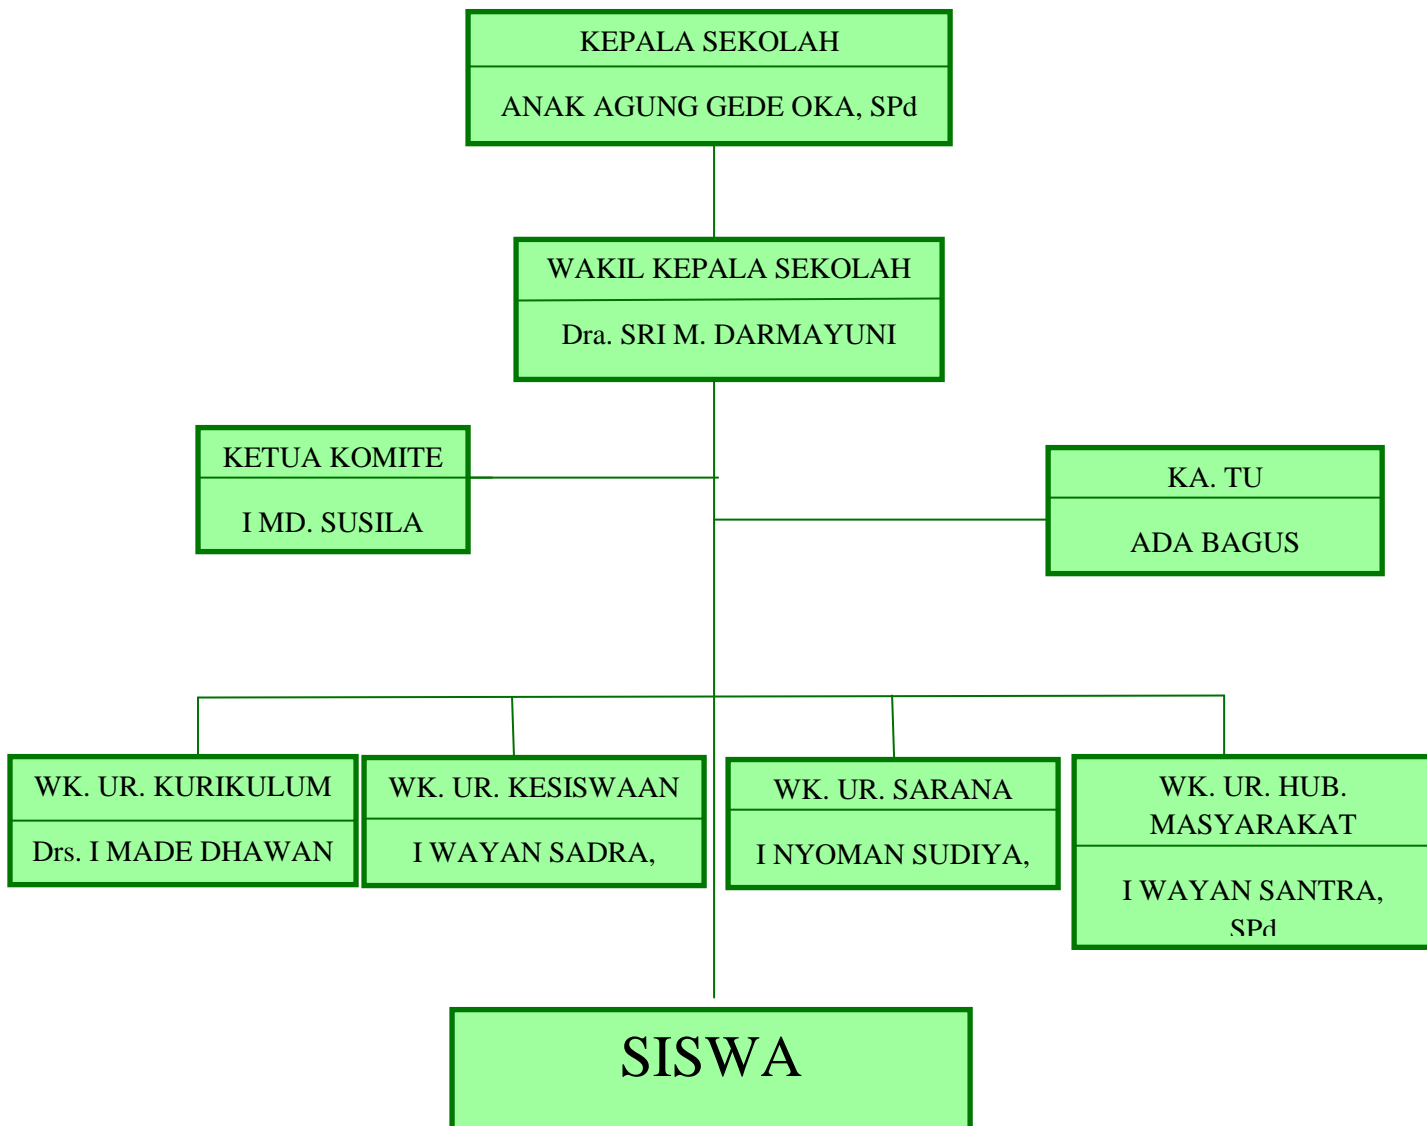 KEPALA SEKOLAH
ANAK AGUNG GEDE OKA, SPd
WAKIL KEPALA SEKOLAH
Dra. SRI M. DARMAYUNI
KETUA KOMITE
I MD. SUSILA
KA. TU
ADA BAGUS
WK. UR. KURIKULUM
Drs. I MADE DHAWAN
WK. UR. KESISWAAN
I WAYAN SADRA,
WK. UR. SARANA
I NYOMAN SUDIYA,
WK. UR. HUB.
MASYARAKAT
I WAYAN SANTRA,
SPd
SISWA